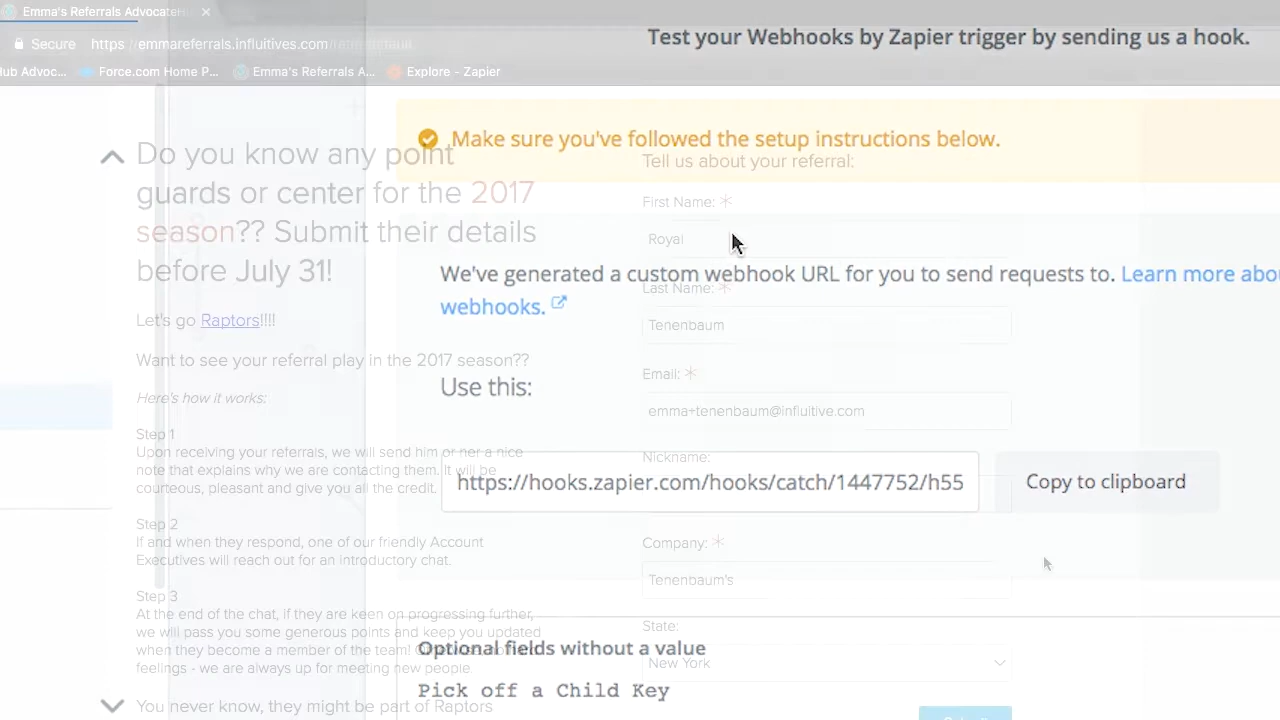 Emma's Referrals AdvocateH
Secure https://emmareferrals.influitives.com
lub Advoc...
Force.com Home P...
Emma's Referrals A...
Explore - Zapier
Test your Webhooks by Zapier trigger by sending us a hook.
Make sure you've followed the setup instructions below.
We've generated a custom webhook URL for you to send requests to. Learn more abou
webhooks.
Use this:
https://hooks.zapier.com/hooks/catch/1447752/h55
Copy to clipboard
Optional fields without a value
Pick off a Child Key
Do you know any point
guards or center for the 2017
season?? Submit their details
before July 31!
Let's go Raptors!!!!
Want to see your referral play in the 2017 season??
Here's how it works:
Step 1
Upon receiving your referrals, we will send him or her a nice
note that explains why we are contacting them. It will be
courteous, pleasant and give you all the credit.
Step 2
If and when they respond, one of our friendly Account
Executives will reach out for an introductory chat.
Step 3
At the end of the chat, if they are keen on progressing further,
we will pass you some generous points and keep you updated
when they become a member of the team!
feelings - we are always up for meeting new people.
You never know, they might be part of Raptors
Tell us about your referral:
First Name: *
Royal
Last Name: *
Tenenbaum
Email: *
emma+tenenbaum@influitive.com
Nickname:
Company: *
Tenenbaum's
State:
New York